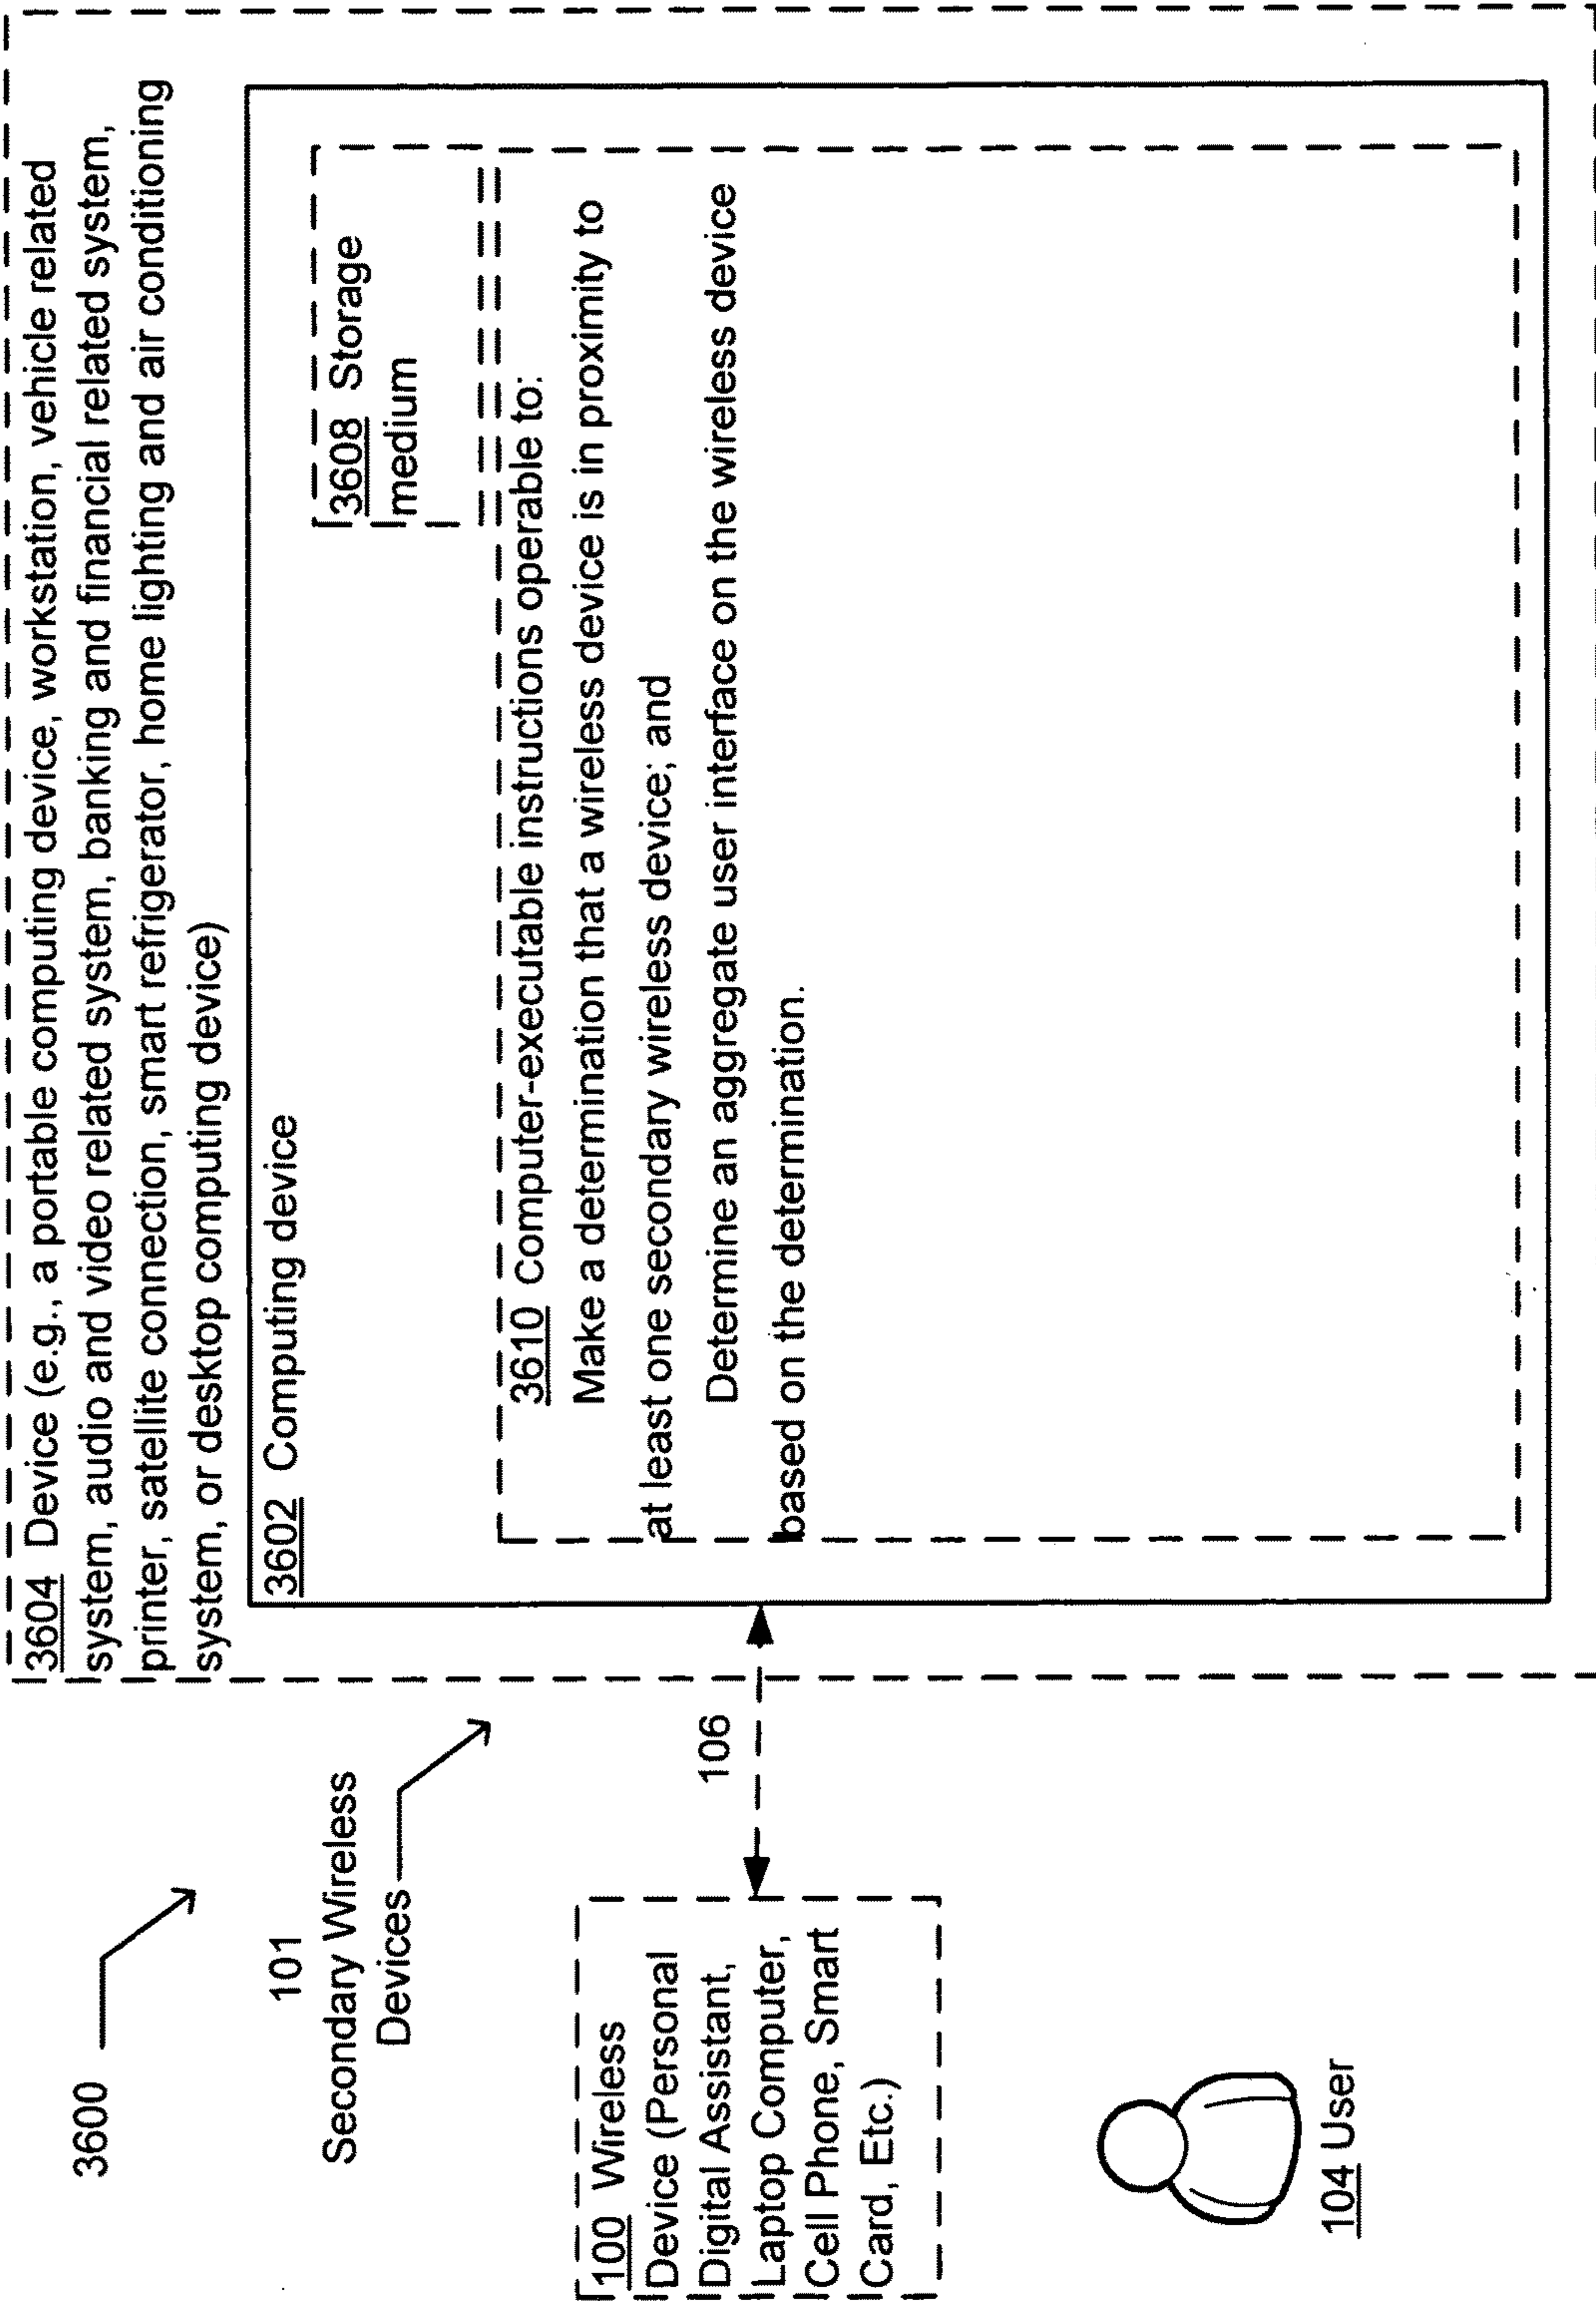 3600
101
Secondary Wireless
Devices
100 Wireless
Device (Personal
Digital Assistant,
Laptop Computer,
Cell Phone, Smart
Card, Etc.)
104 User
106
3604 Device (e.g., a portable computing device, workstation, vehicle related
system, audio and video related system, banking and financial related system,
printer, satellite connection, smart refrigerator, home lighting and air conditioning
system, or desktop computing device)
3602 Computing device
3608 Storage
medium
3610 Computer-executable instructions operable to:
Make a determination that a wireless device is in proximity to
at least one secondary wireless device; and
Determine an aggregate user interface on the wireless device
based on the determination.